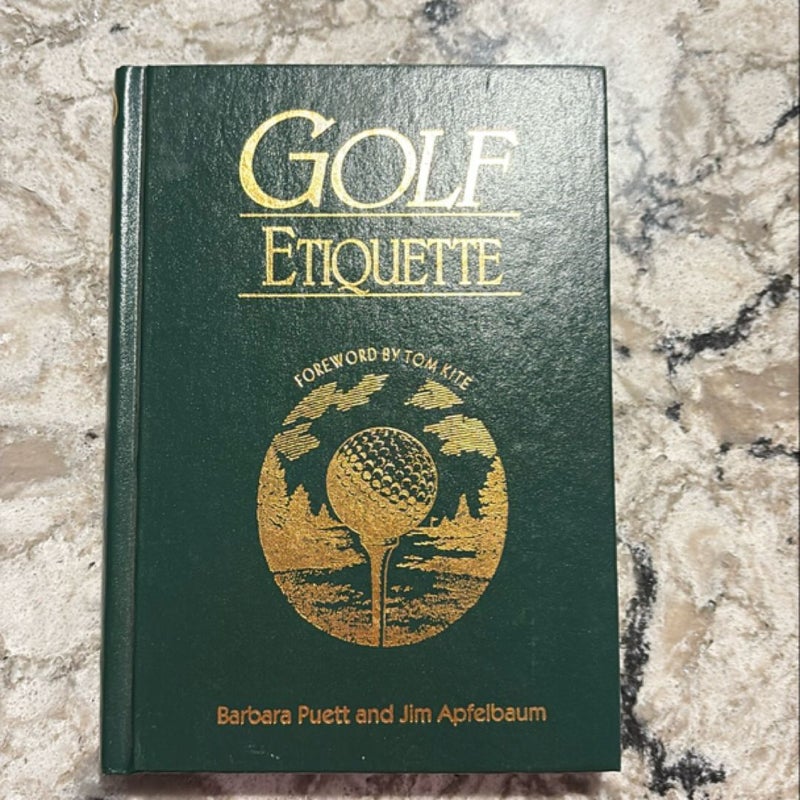 GOLF
ETIQUETTE
FOREWORD BY TOM KITE
Barbara Puett and Jim Apfelbaum